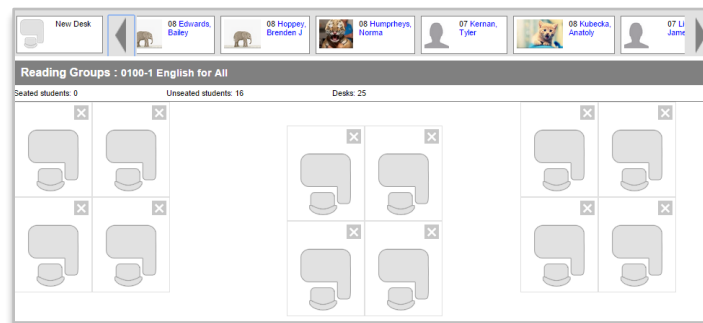 New Desk
08 Edwards,
Bailey
08 Hoppey,
Brenden J
08 Humprheys,
Norma
07 Kernan,
Tyler
08 Kubecka,
Anatoly
07 Li
Jame
Reading Groups : 0100-1 English for All
Seated students: 0 Unseated students: 16 Desks: 25